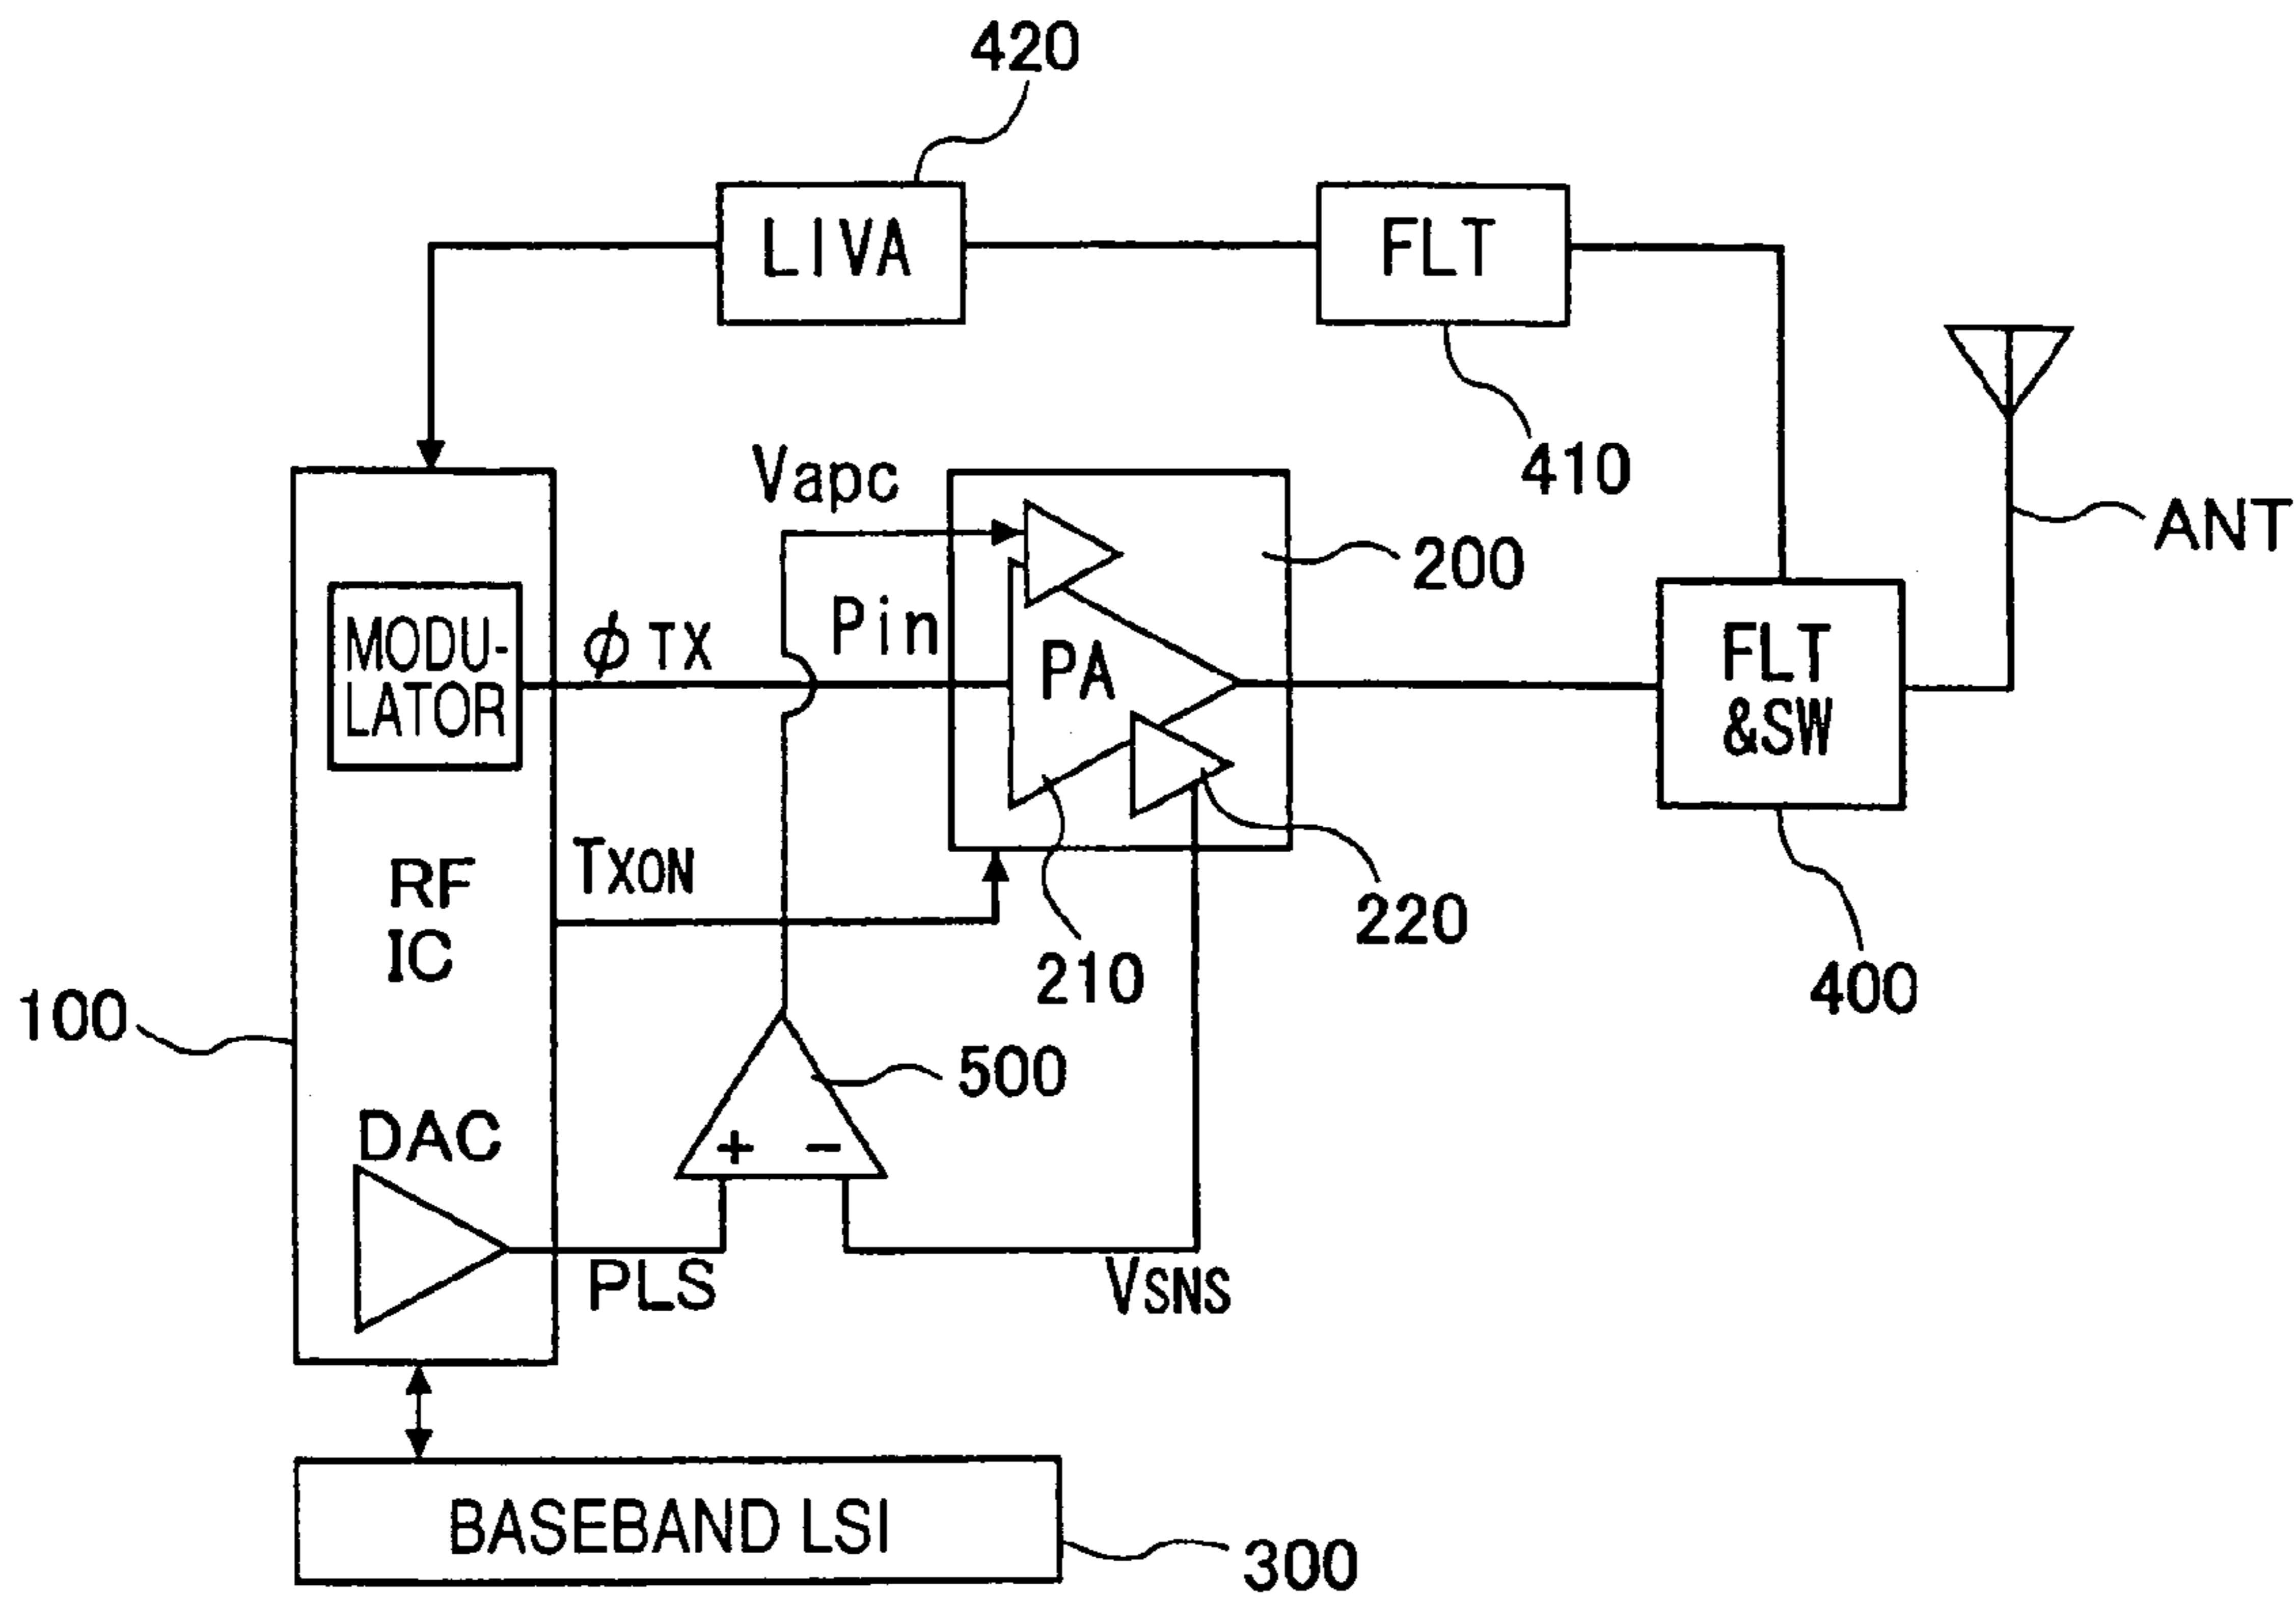 420
LIVA
FLT
410
Vapc
ANT
200
MODU-
LATOR
φTX
Pin
PA
FLT
&SW
TXON
RF
IC
220
210
400
100
500
DAC
+ −
PLS
VSNS
BASEBAND LSI
300